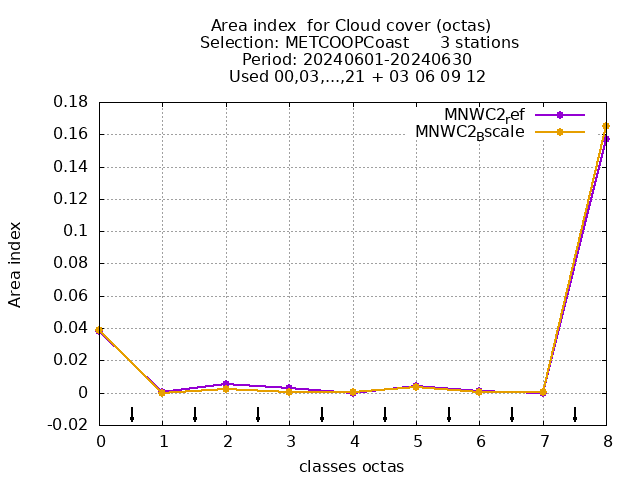 Area index  for Cloud cover (octas)
Selection: METCOOPCoast      3 stations
Period: 20240601-20240630
Used 00,03,...,21 + 03 06 09 12
MNWC2ref
MNWC2Bscale
0.18
0.16
0.14
0.12
0.1
0.08
0.06
0.04
0.02
0
-0.02
Area index
0 1 2 3 4 5 6 7 8
classes octas